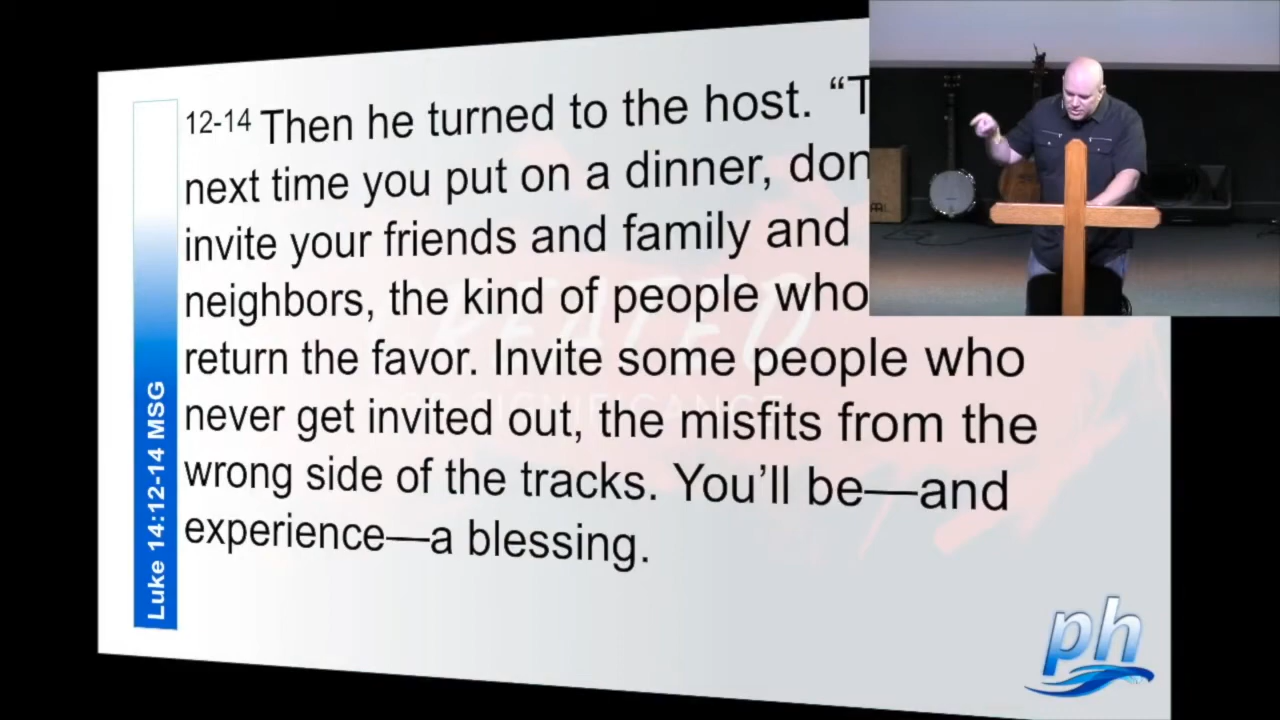 12-14 Then he turned to the host. “T
next time you put on a dinner, don
invite your friends and family and
neighbors, the kind of people who
return the favor. Invite some people who
never get invited out, the misfits from the
wrong side of the tracks. You’ll be—and
experience—a blessing.
Luke 14:12-14 MSG
CREATED
SIGNIFICANCE
ph